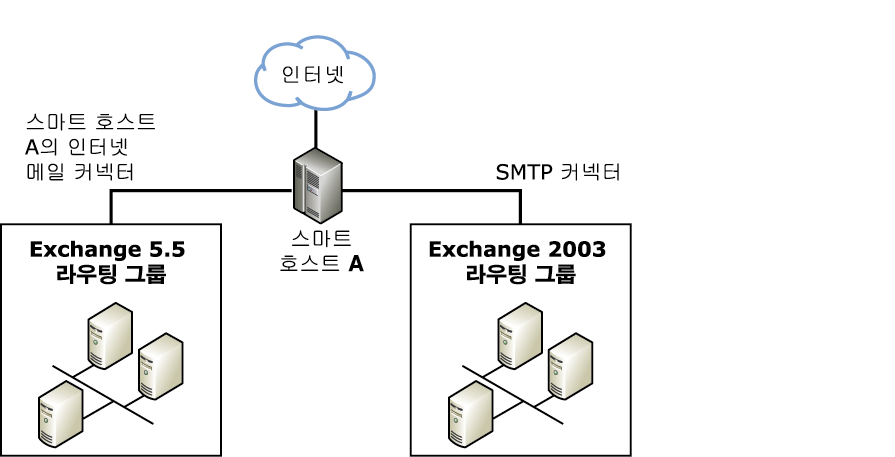 인터넷
스마트 호스트
A의 인터넷
메일 커넥터
SMTP 커넥터
스마트
호스트 A
Exchange 5.5
라우팅 그룹
Exchange 2003
라우팅 그룹